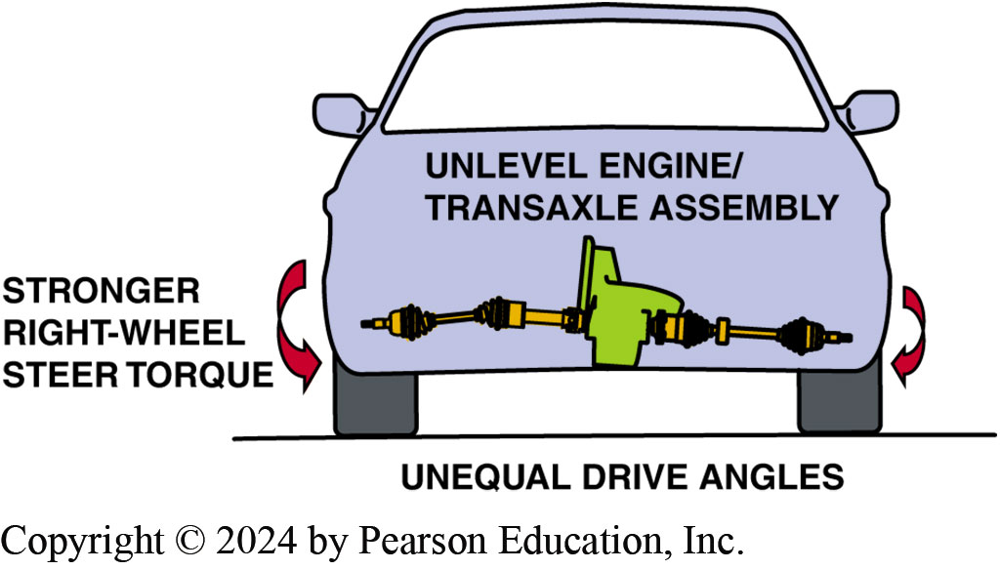 UNLEVEL ENGINE/
TRANSAXLE ASSEMBLY
STRONGER
RIGHT-WHEEL
STEER TORQUE
UNEQUAL DRIVE ANGLES
Copyright © 2024 by Pearson Education, Inc.